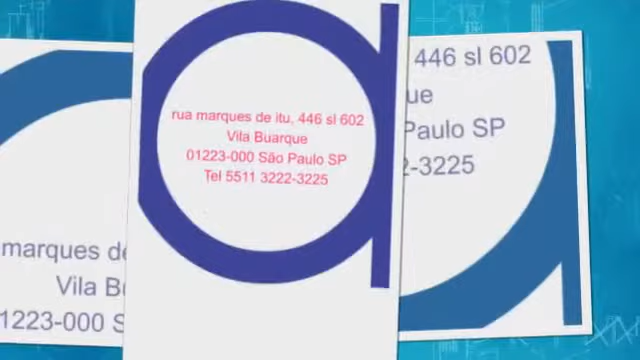 rua marques de itu, 446 sl 602
Vila Buarque
01223-000 São Paulo SP
Tel 5511 3222-3225
446 sl 602
ue
Paulo SP
2-3225
marques de
Vila B
1223-000 S